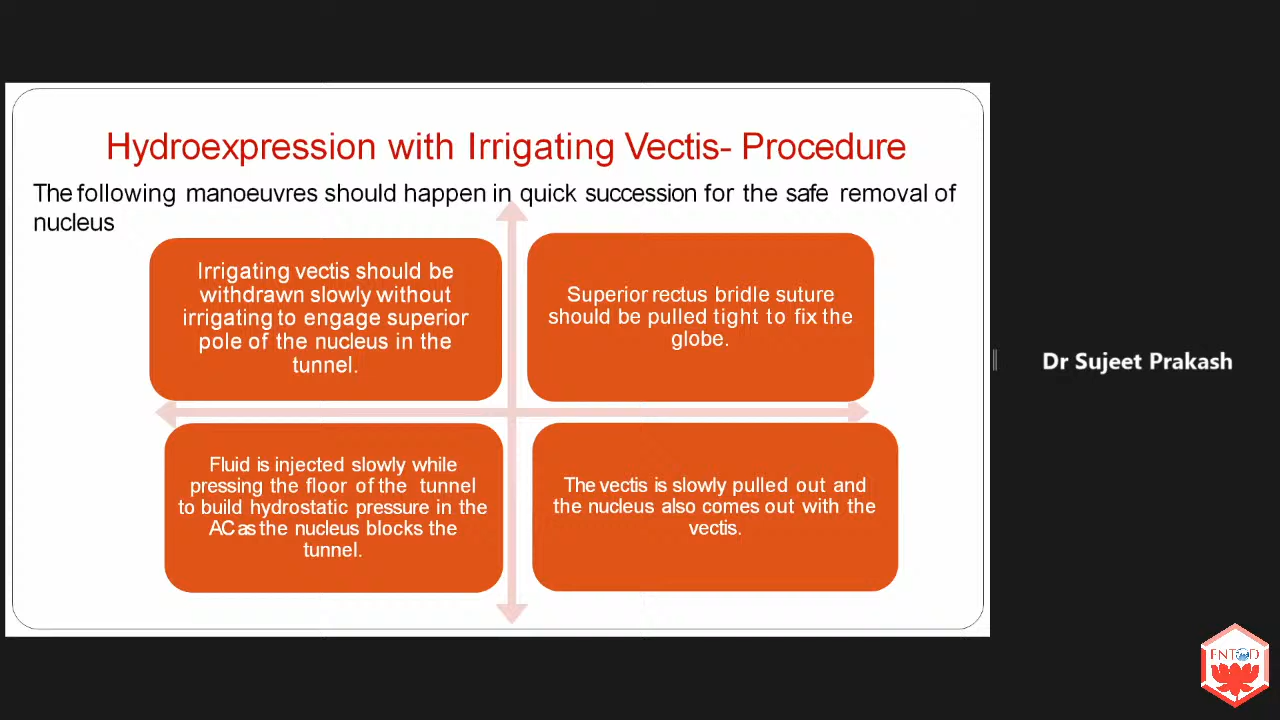 Hydroexpression with Irrigating Vectis- Procedure
The following manoeuvres should happen in quick succession for the safe removal of
nucleus
Irrigating vectis should be
withdrawn slowly without
irrigating to engage superior
pole of the nucleus in the
tunnel.
Superior rectus bridle suture
should be pulled tight to fix the
globe.
Fluid is injected slowly while
pressing the floor of the tunnel
to build hydrostatic pressure in the
AC as the nucleus blocks the
tunnel.
The vectis is slowly pulled out and
the nucleus also comes out with the
vectis.
Dr Sujeet Prakash
ENTOD